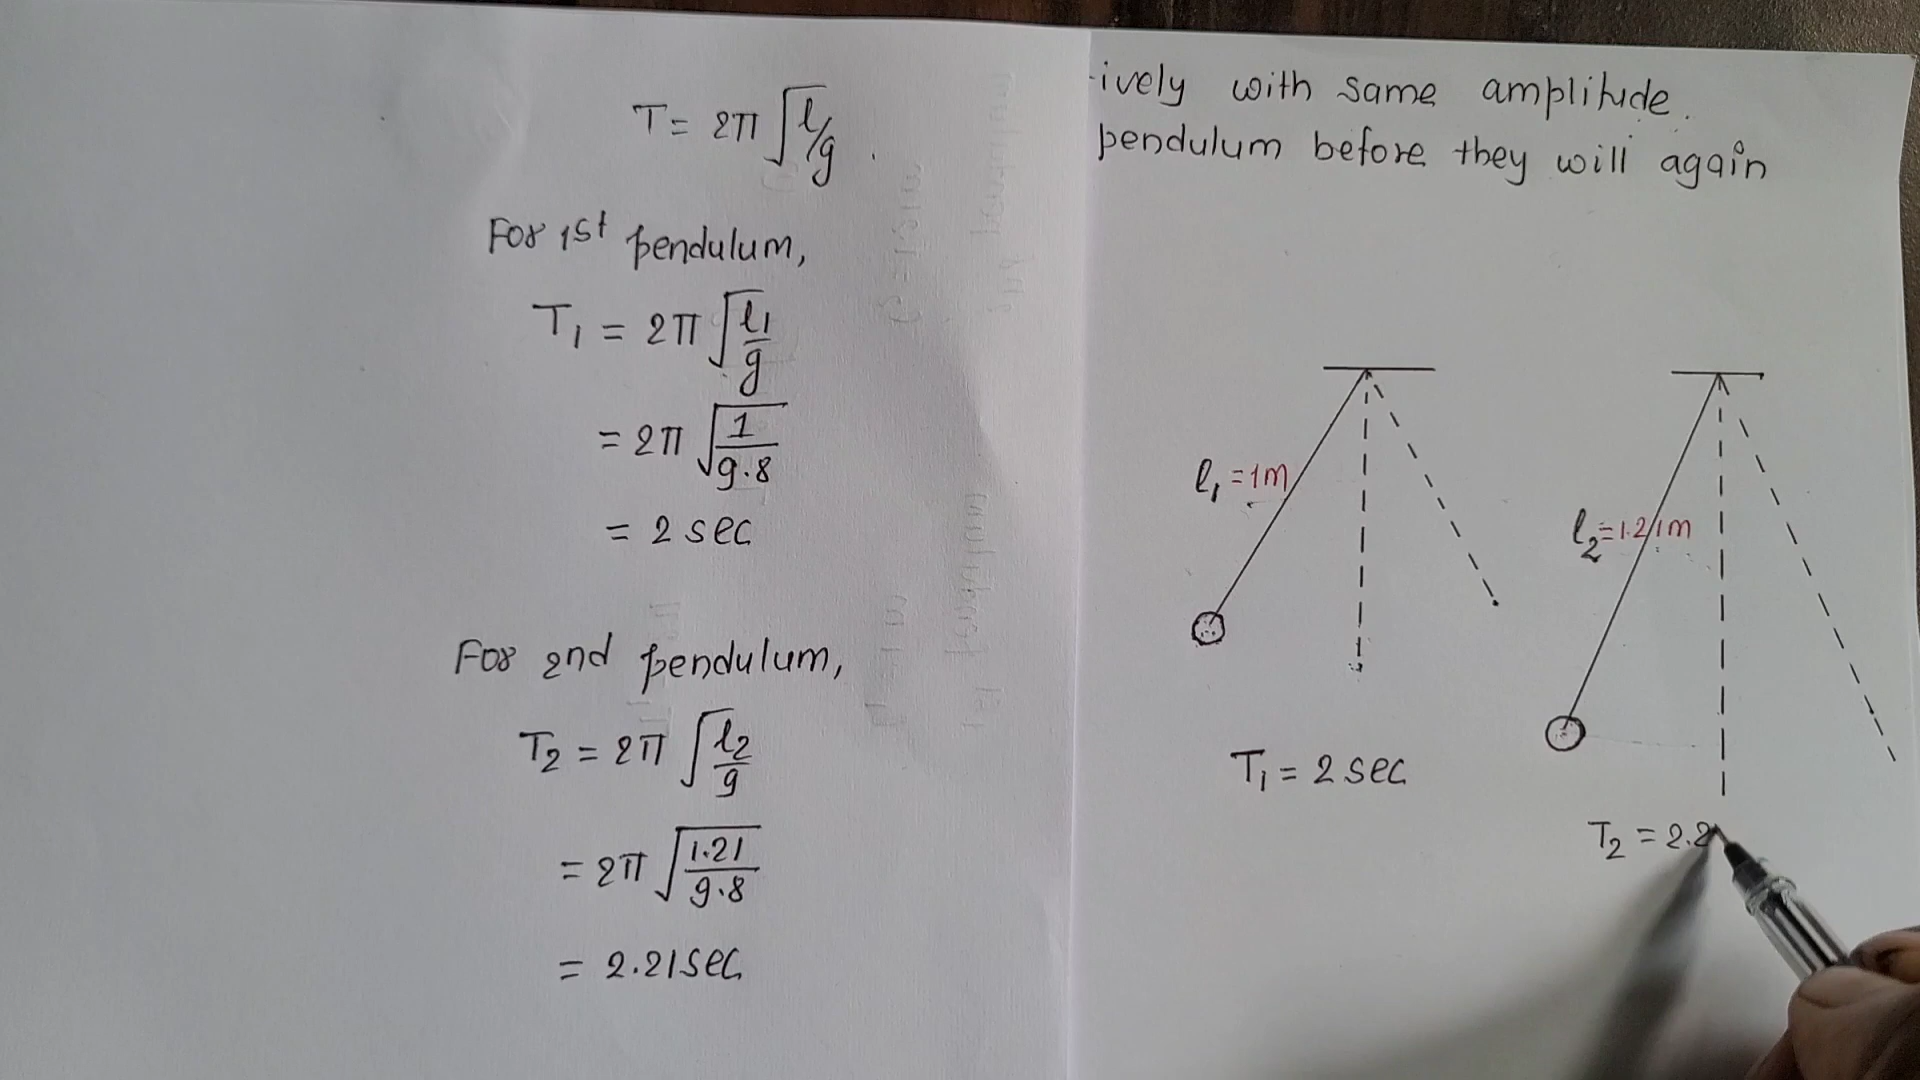 T = 2π √l/g .
For 1st pendulum,
T₁ = 2π √l₁/g
= 2π √1/9.8
= 2 sec
For 2nd pendulum,
T₂ = 2π √l₂/g
= 2π √1.21/9.8
= 2.21 sec
ively with same amplitude.
pendulum before they will again
l₁ = 1m
l₂ = 1.21m
T₁ = 2 sec
T₂ = 2.2